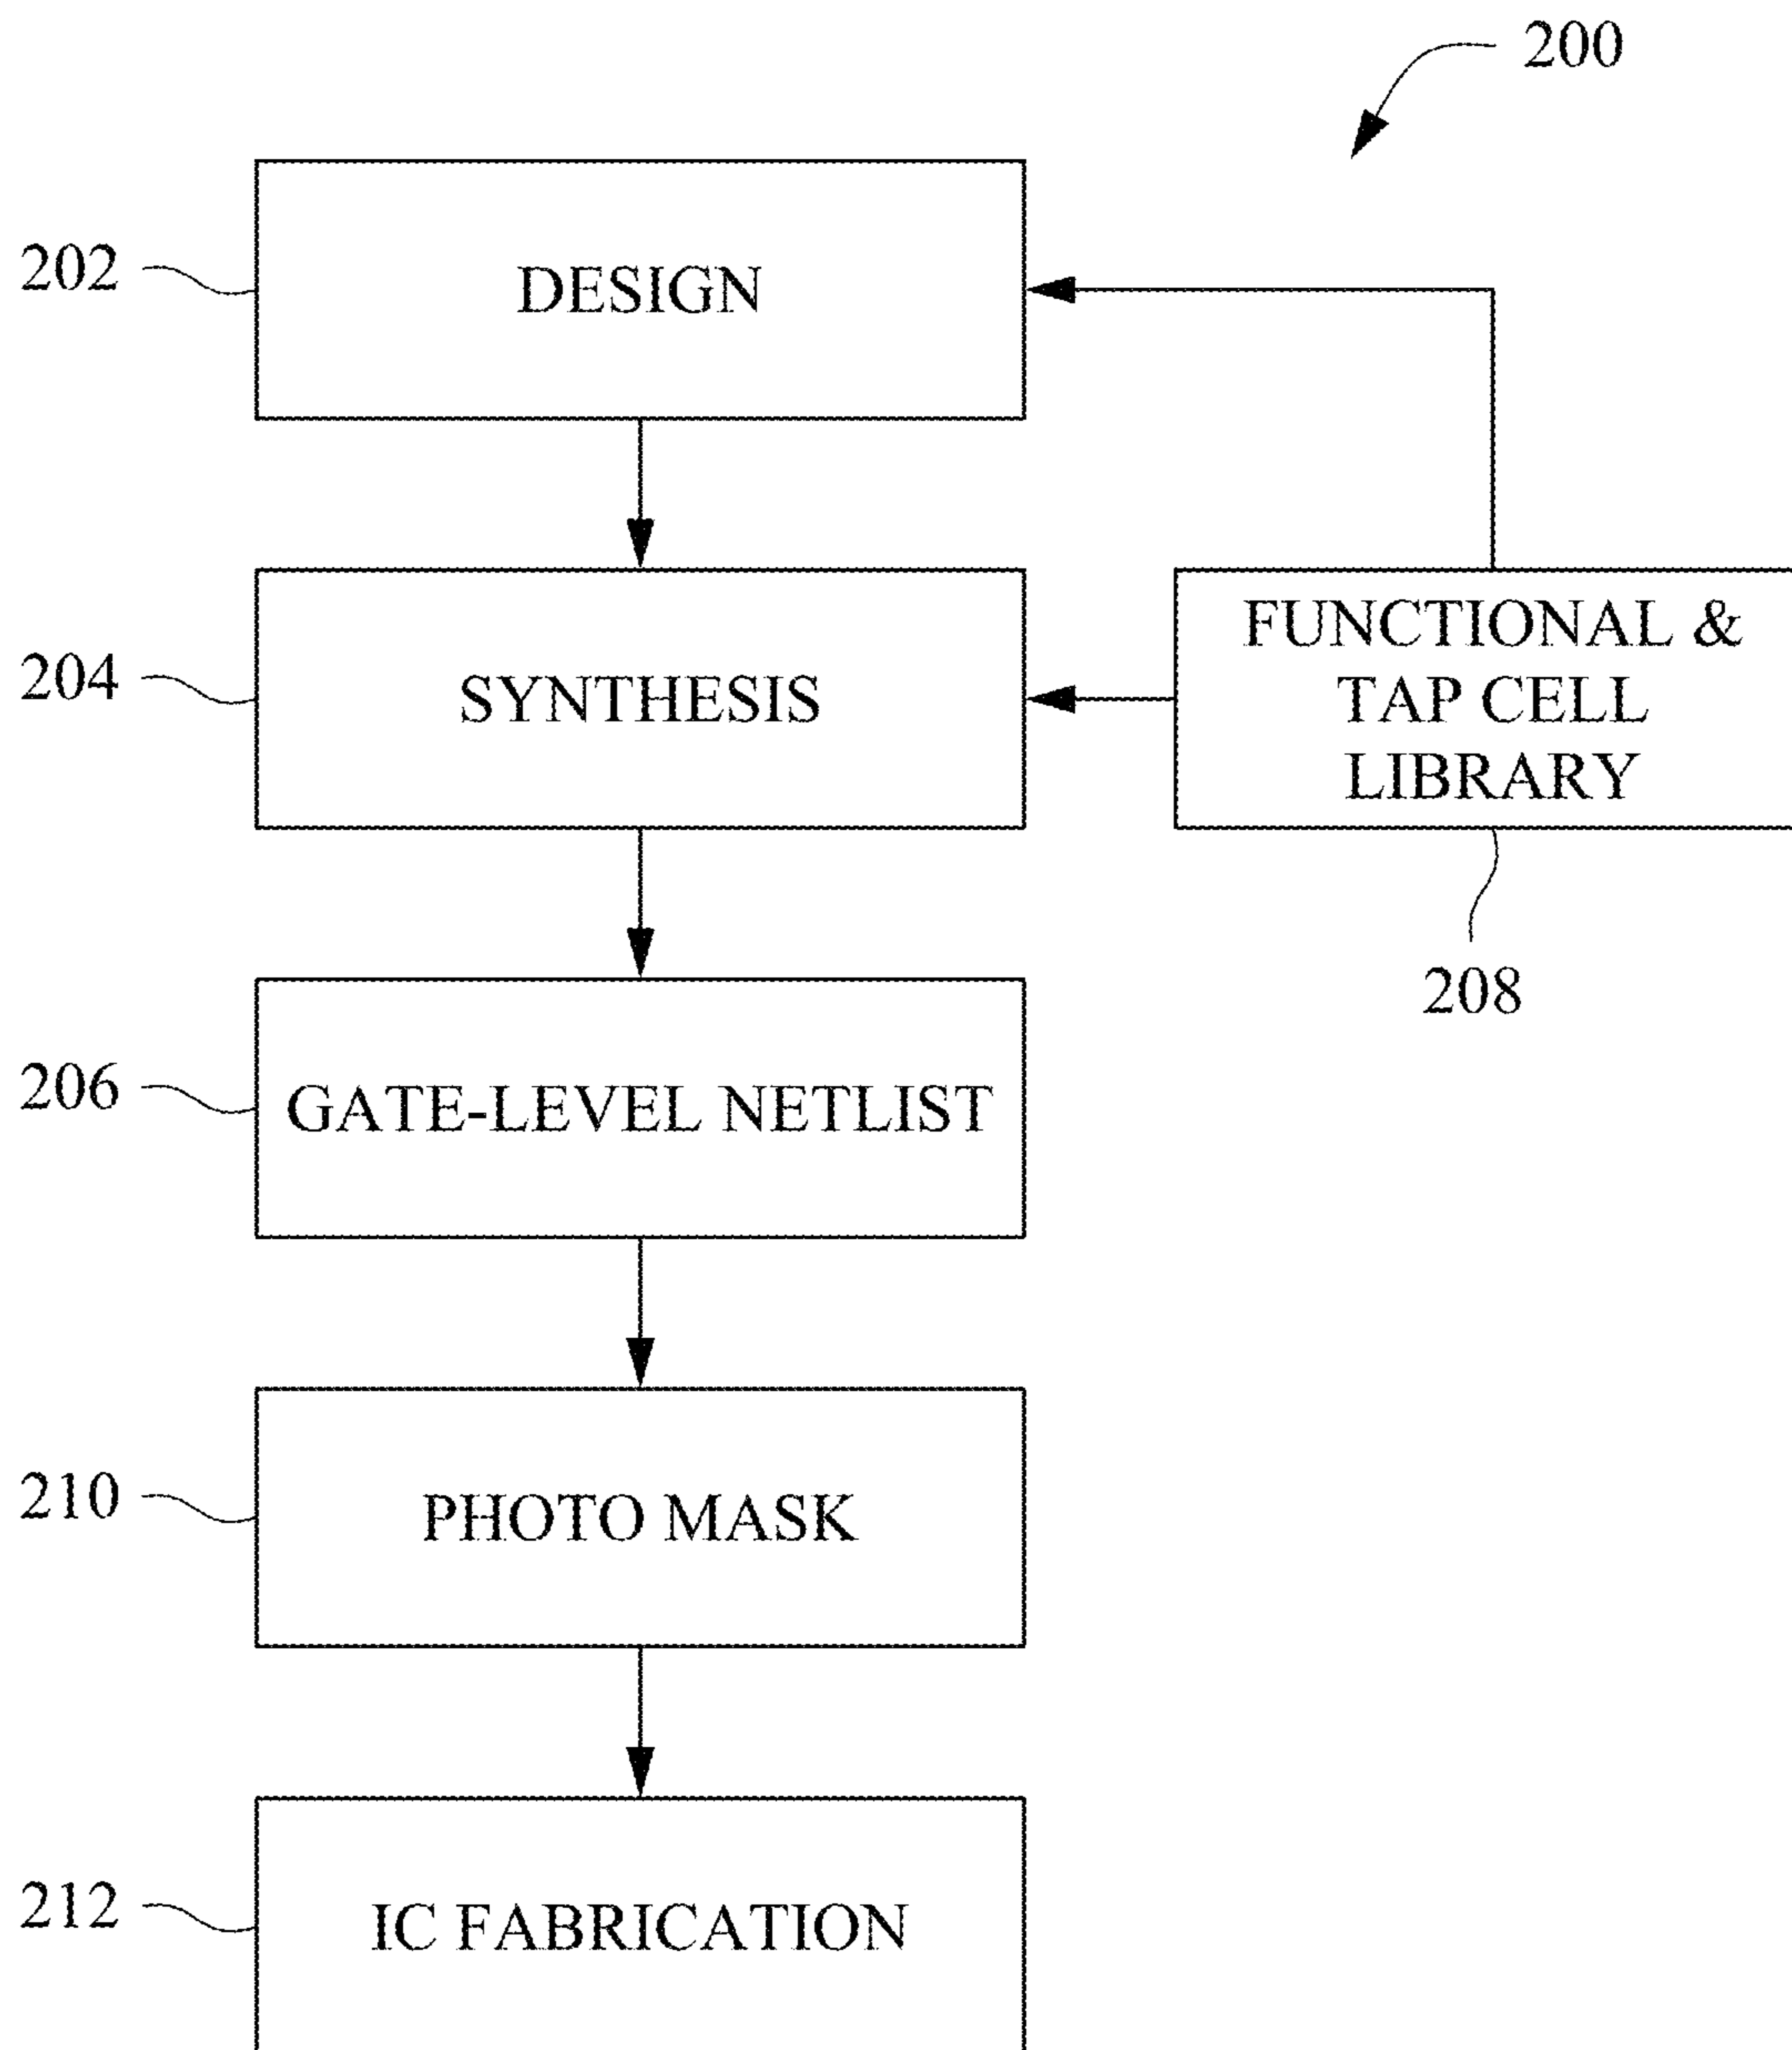 200
202
DESIGN
204
SYNTHESIS
FUNCTIONAL &
TAP CELL
LIBRARY
208
206
GATE-LEVEL NETLIST
210
PHOTO MASK
212
IC FABRICATION